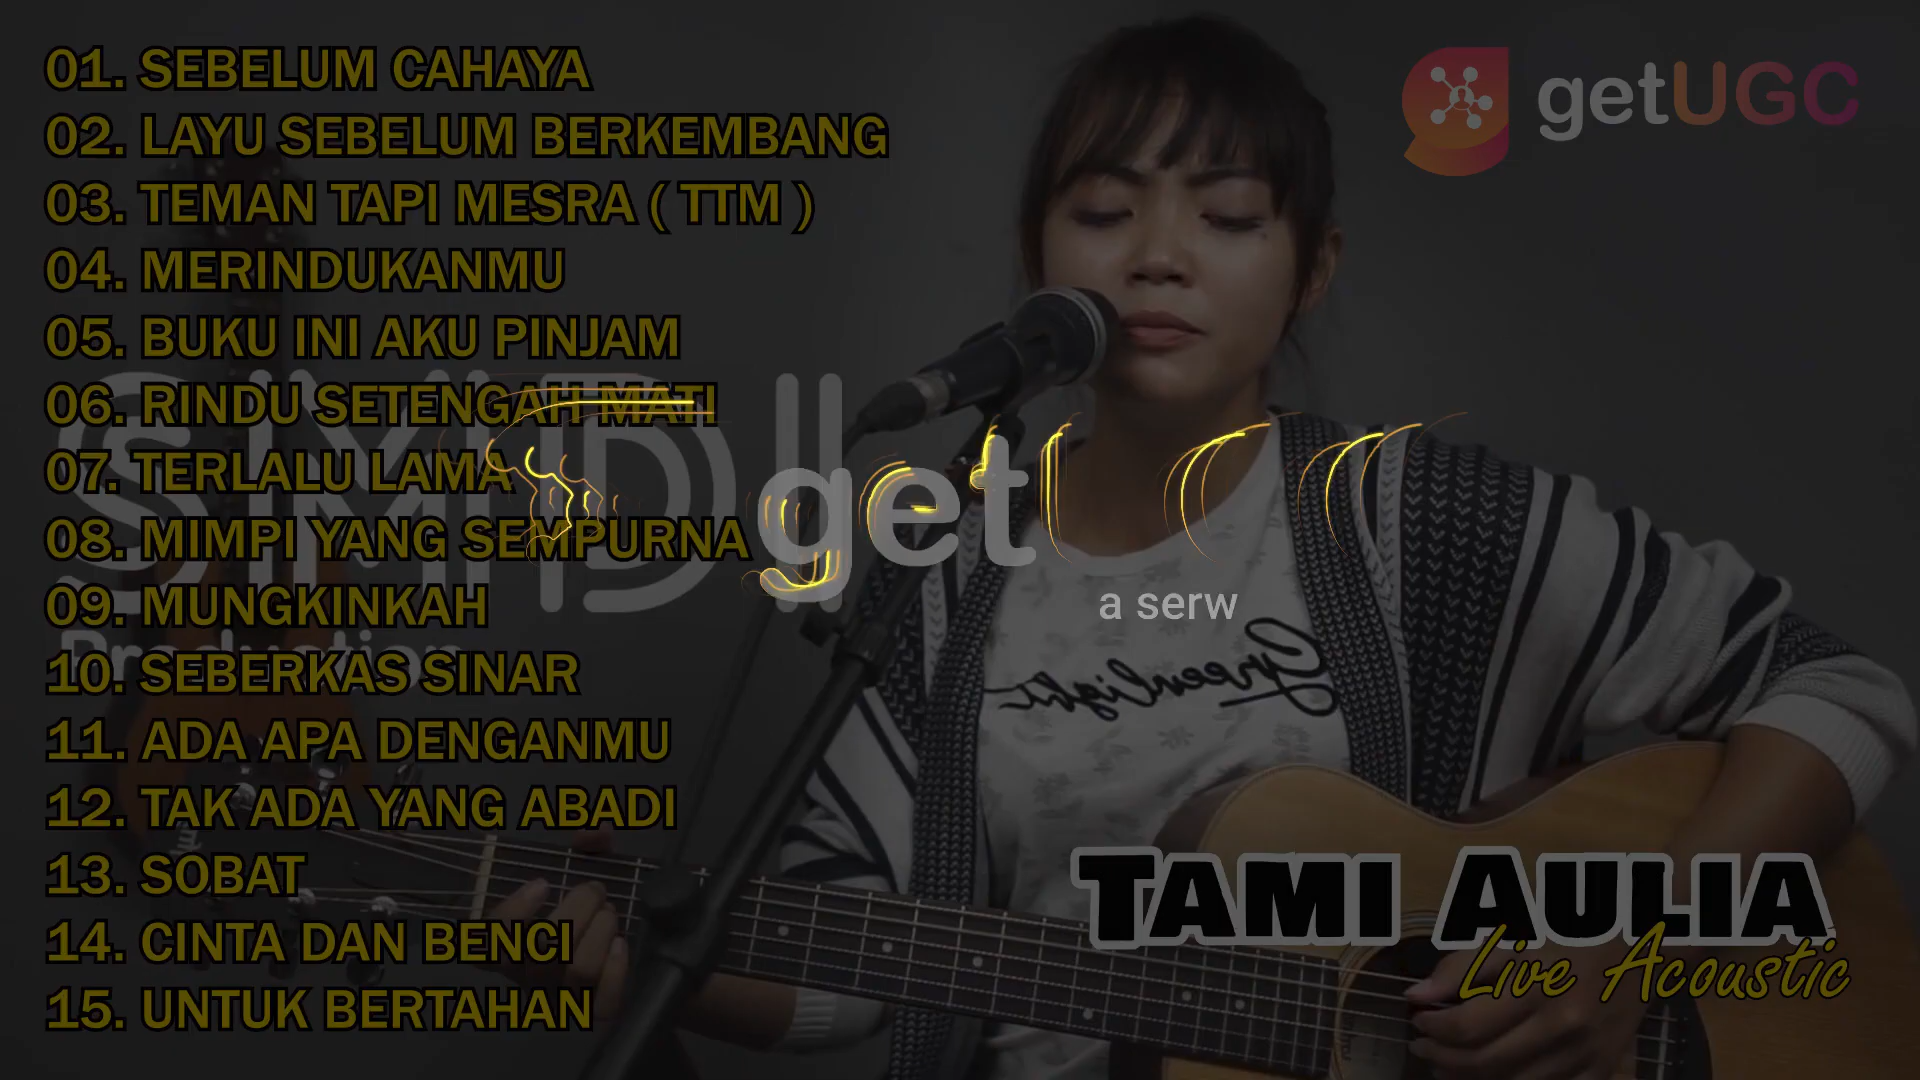 01. SEBELUM CAHAYA
02. LAYU SEBELUM BERKEMBANG
03. TEMAN TAPI MESRA ( TTM )
04. MERINDUKANMU
05. BUKU INI AKU PINJAM
06. RINDU SETENGAH MATI
07. TERLALU LAMA
08. MIMPI YANG SEMPURNA
09. MUNGKINKAH
10. SEBERKAS SINAR
11. ADA APA DENGANMU
12. TAK ADA YANG ABADI
13. SOBAT
14. CINTA DAN BENCI
15. UNTUK BERTAHAN
getUGC
SMD
Production
get
a serw
Greenlight
TAMI AULIA
Live Acoustic